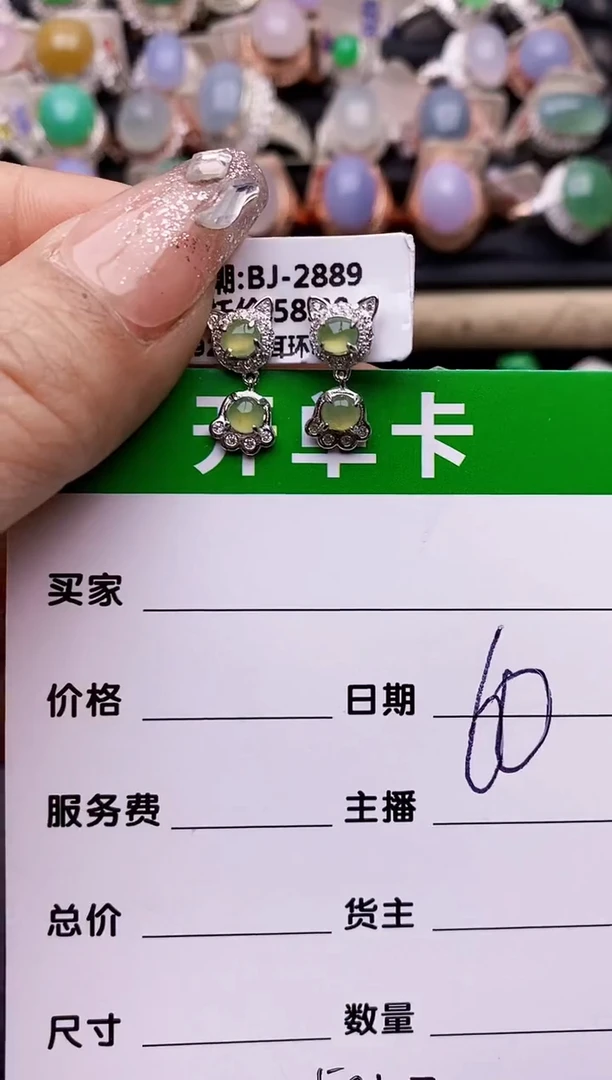 期:BJ-2889
开单卡
买家
价格 日期 60
服务费 主播
总价 货主
尺寸 数量